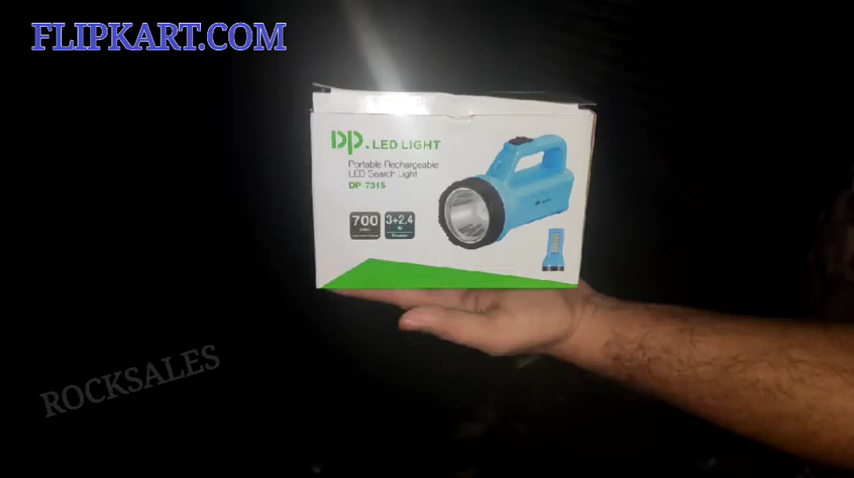 FLIPKART.COM
DP. LED LIGHT
Portable Rechargeable
LED Search Light
DP-7315
700
3+2.4
W
ROCKSALES